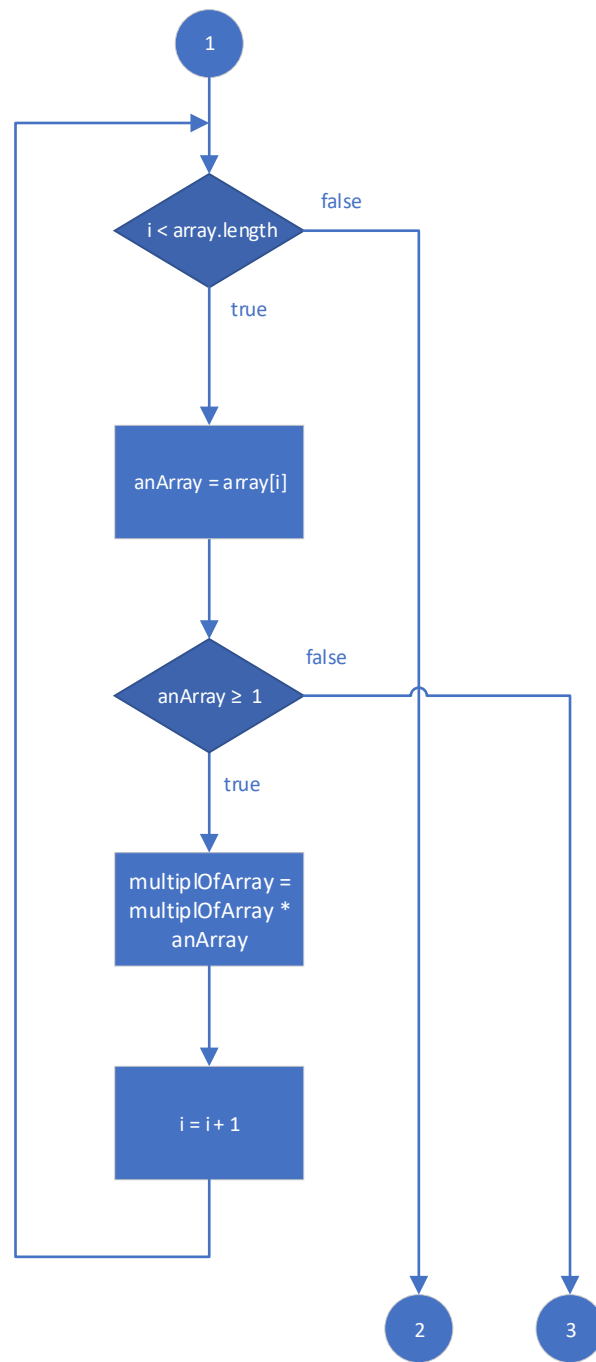 1
false
i < array.length
true
anArray = array[i]
false
anArray ≥ 1
true
multiplOfArray =
multiplOfArray *
anArray
i = i + 1
2
3